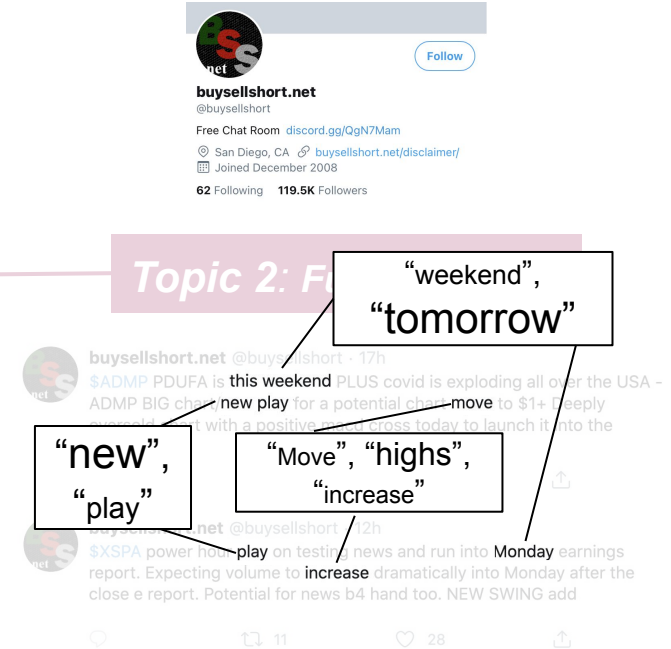 BSS
net
Follow
buysellshort.net
@buysellshort
Free Chat Room discord.gg/QgN7Mam
San Diego, CA buysellshort.net/disclaimer/
Joined December 2008
62 Following 119.5K Followers
Topic 2: Fu
“weekend”,
“tomorrow”
buysellshort.net @buysellshort · 17h
$ADMP PDUFA is this weekend PLUS covid is exploding all over the USA -
ADMP BIG chart new play for a potential chart move to $1+ Deeply
chart with a positive macd cross today to launch it into the
“new”,
“play”
“Move”, “highs”,
“increase”
.net @buysellshort · 12h
$XSPA power hour play on testing news and run into Monday earnings
report. Expecting volume to increase dramatically into Monday after the
close e report. Potential for news b4 hand too. NEW SWING add
11 28